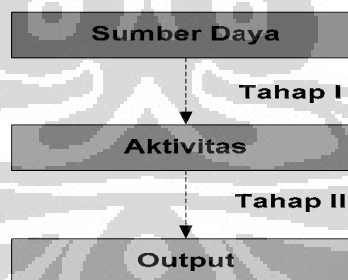 Sumber Daya
Tahap I
Aktivitas
Tahap II
Output